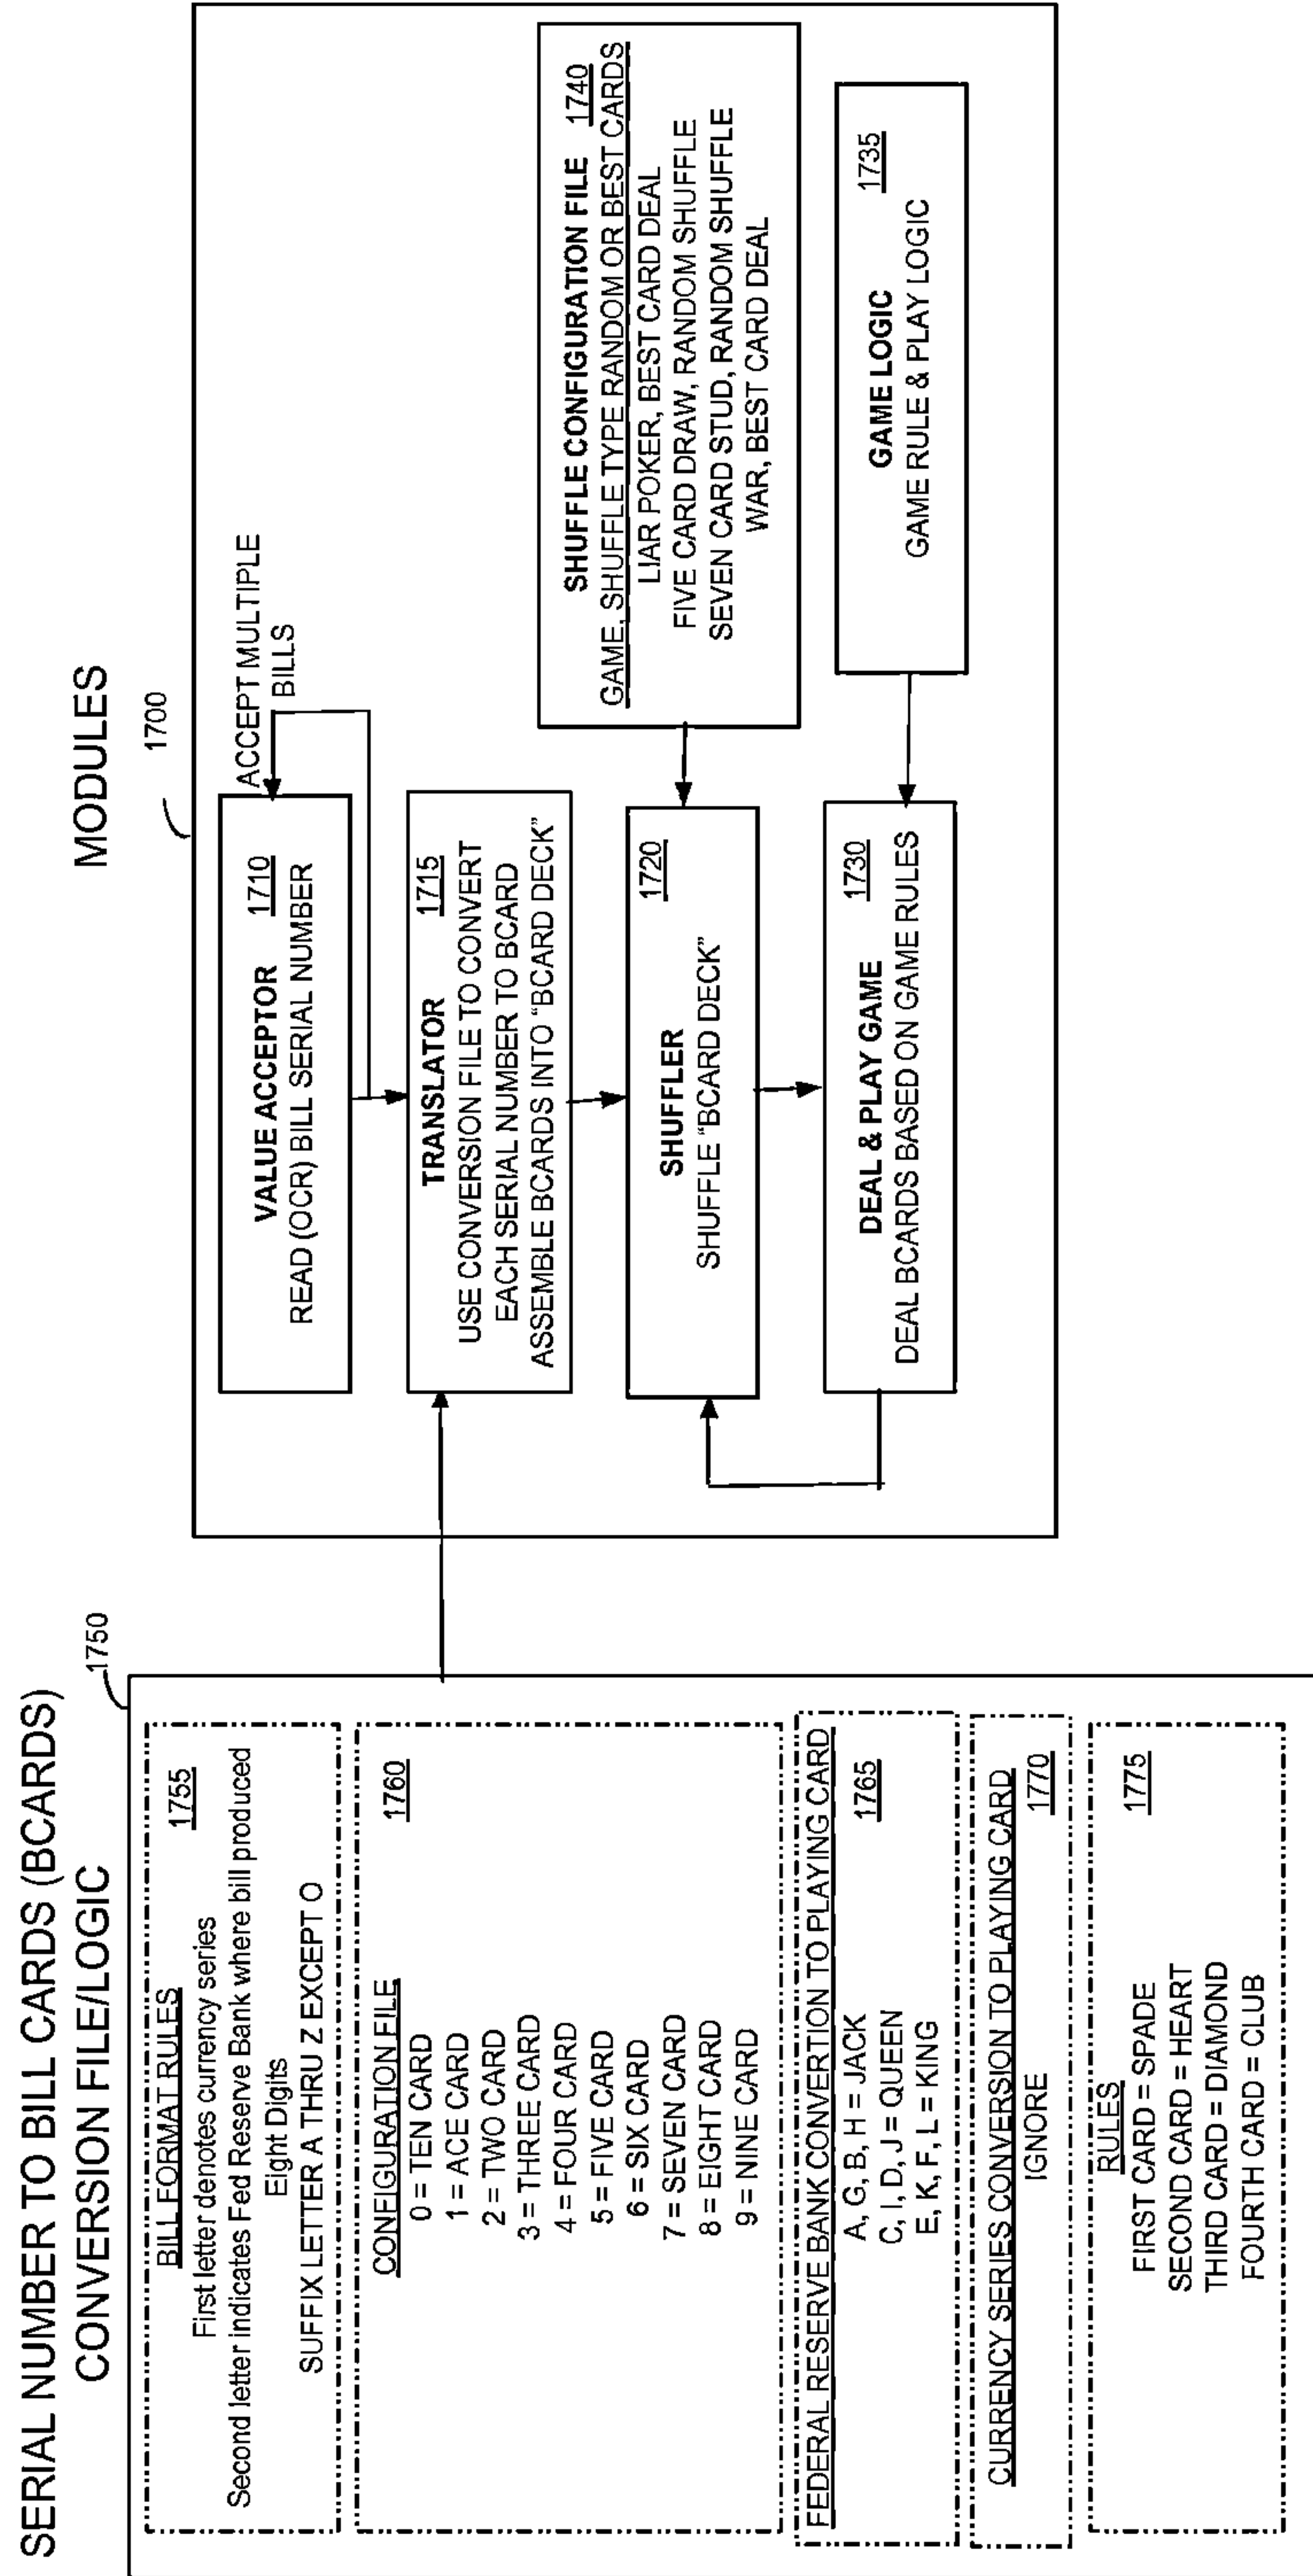 SERIAL NUMBER TO BILL CARDS (BCARDS)
CONVERSION FILE/LOGIC
1750
BILL FORMAT RULES
1755
First letter denotes currency series
Second letter indicates Fed Reserve Bank where bill produced
Eight Digits
SUFFIX LETTER A THRU Z EXCEPT O
CONFIGURATION FILE
1760
0 = TEN CARD
1 = ACE CARD
2 = TWO CARD
3 = THREE CARD
4 = FOUR CARD
5 = FIVE CARD
6 = SIX CARD
7 = SEVEN CARD
8 = EIGHT CARD
9 = NINE CARD
FEDERAL RESERVE BANK CONVERTION TO PLAYING CARD
A, G, B, H = JACK
1765
C, I, D, J = QUEEN
E, K, F, L = KING
CURRENCY SERIES CONVERSION TO PLAYING CARD
IGNORE
1770
RULES
1775
FIRST CARD = SPADE
SECOND CARD = HEART
THIRD CARD = DIAMOND
FOURTH CARD = CLUB
MODULES
1700
ACCEPT MULTIPLE
BILLS
VALUE ACCEPTOR 1710
READ (OCR) BILL SERIAL NUMBER
TRANSLATOR 1715
USE CONVERSION FILE TO CONVERT
EACH SERIAL NUMBER TO BCARD
ASSEMBLE BCARDS INTO "BCARD DECK"
1720
SHUFFLER
SHUFFLE "BCARD DECK"
1730
DEAL & PLAY GAME
DEAL BCARDS BASED ON GAME RULES
SHUFFLE CONFIGURATION FILE 1740
GAME, SHUFFLE TYPE RANDOM OR BEST CARDS
LIAR POKER, BEST CARD DEAL
FIVE CARD DRAW, RANDOM SHUFFLE
SEVEN CARD STUD, RANDOM SHUFFLE
WAR, BEST CARD DEAL
1735
GAME LOGIC
GAME RULE & PLAY LOGIC